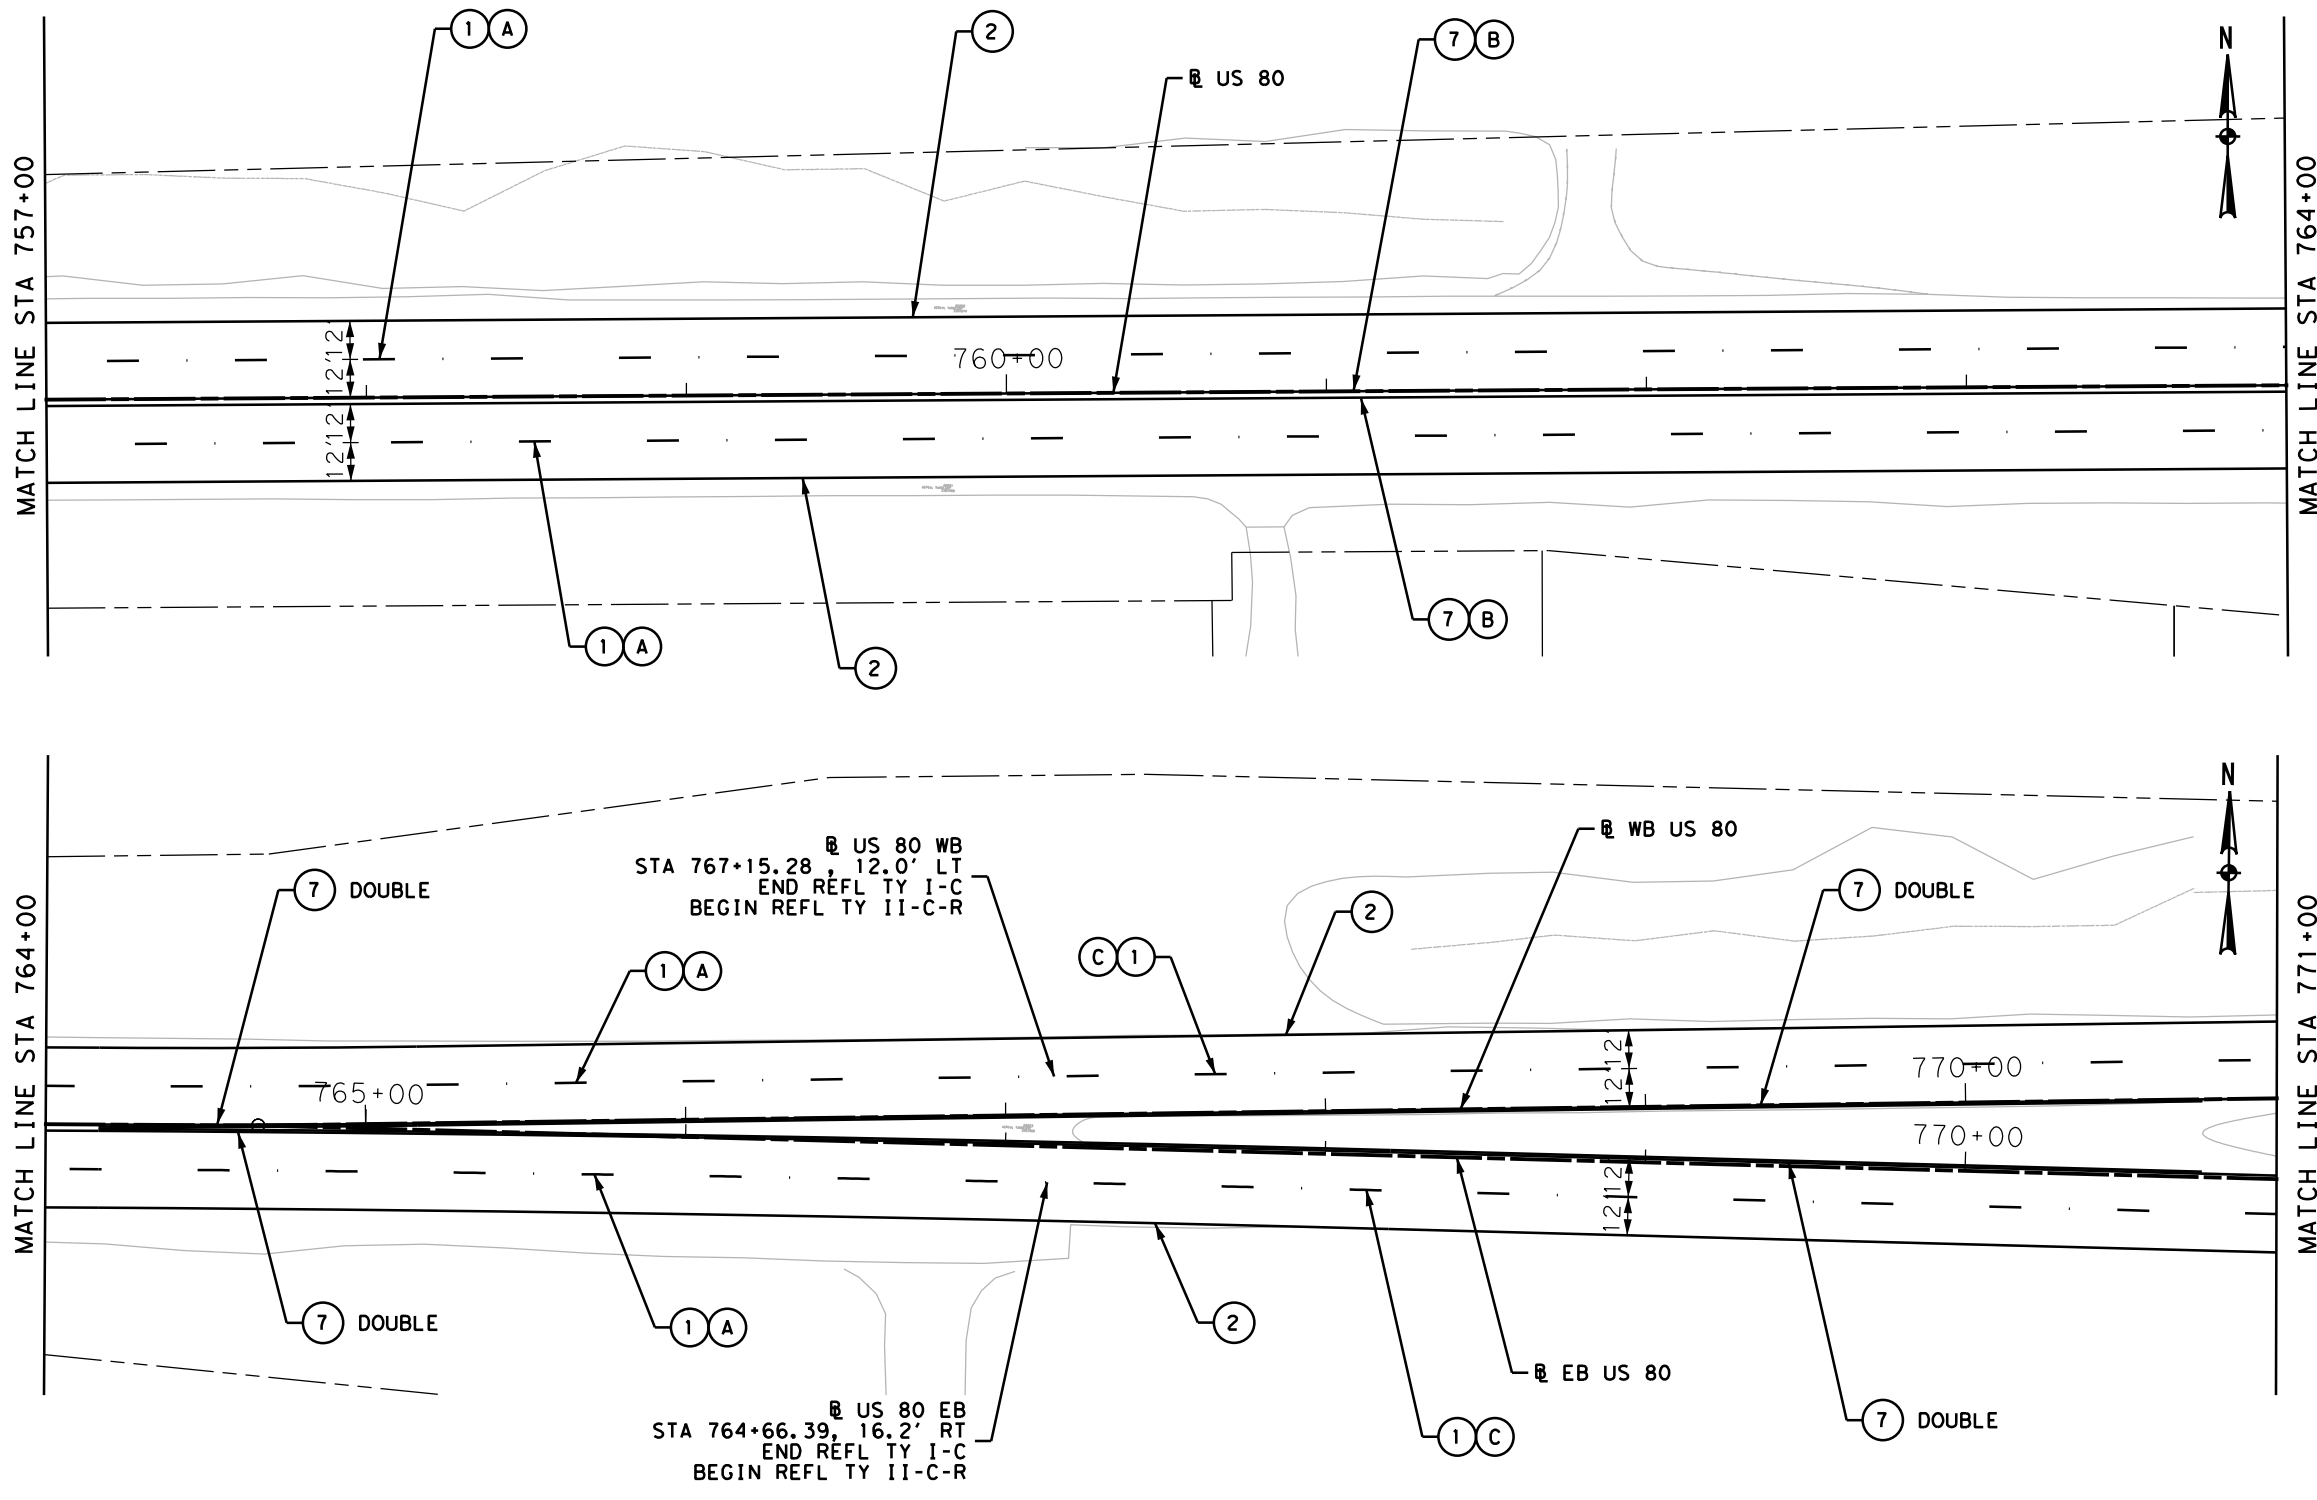 1 A
2
7 B
N
℄ US 80
MATCH LINE STA 757+00
MATCH LINE STA 764+00
12' 12'
760+00
12' 12'
1 A
2
7 B
N
℄ WB US 80
℄ US 80 WB
STA 767+15.28 , 12.0' LT
END REFL TY I-C
BEGIN REFL TY II-C-R
7 DOUBLE
7 DOUBLE
2
C 1
1 A
MATCH LINE STA 764+00
MATCH LINE STA 771+00
12' 12'
765+00
770+00
770+00
12' 12'
7 DOUBLE
1 A
2
℄ EB US 80
℄ US 80 EB
STA 764+66.39, 16.2' RT
END REFL TY I-C
BEGIN REFL TY II-C-R
1 C
7 DOUBLE